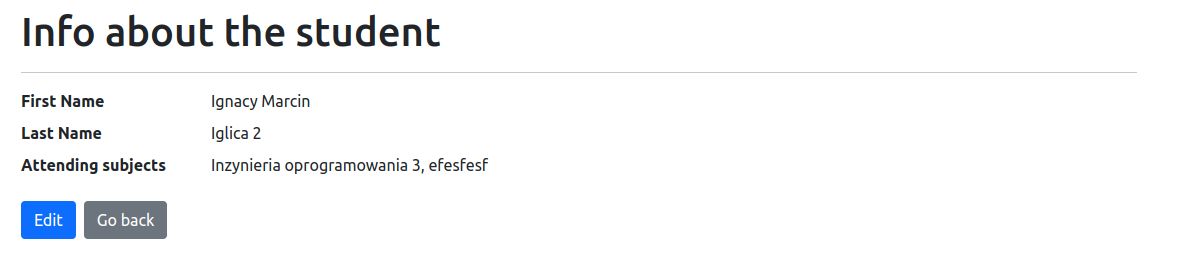 Info about the student
First Name Ignacy Marcin
Last Name Iglica 2
Attending subjects Inzynieria oprogramowania 3, efesfesf
Edit Go back